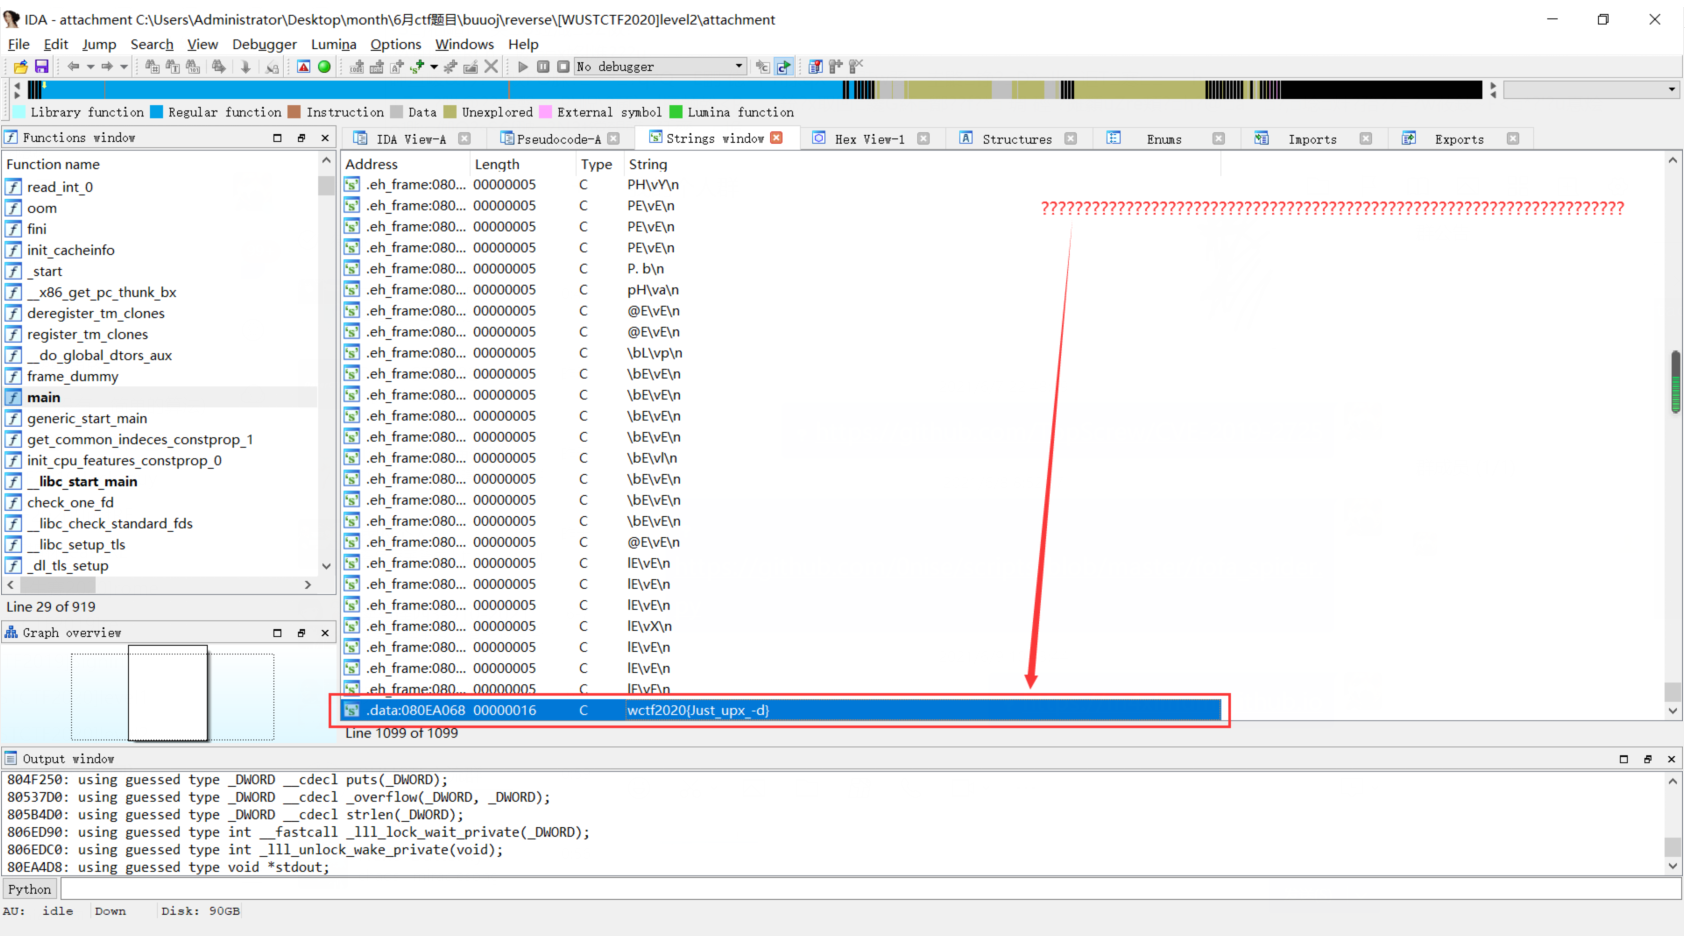 IDA - attachment C:\Users\Administrator\Desktop\month\6月ctf题目\buuoj\reverse\[WUSTCTF2020]level2\attachment
File Edit Jump Search View Debugger Lumina Options Windows Help
No debugger
Library function Regular function Instruction Data Unexplored External symbol Lumina function
Functions window
IDA View-A Pseudocode-A Strings window Hex View-1 Structures Enums Imports Exports
Function name
read_int_0
oom
fini
init_cacheinfo
_start
__x86_get_pc_thunk_bx
deregister_tm_clones
register_tm_clones
__do_global_dtors_aux
frame_dummy
main
generic_start_main
get_common_indeces_constprop_1
init_cpu_features_constprop_0
__libc_start_main
check_one_fd
__libc_check_standard_fds
__libc_setup_tls
_dl_tls_setup
Line 29 of 919
Graph overview
Address Length Type String
.eh_frame:080... 00000005 C PH\vY\n
.eh_frame:080... 00000005 C PE\vE\n
.eh_frame:080... 00000005 C PE\vE\n
.eh_frame:080... 00000005 C PE\vE\n
.eh_frame:080... 00000005 C P. b\n
.eh_frame:080... 00000005 C pH\va\n
.eh_frame:080... 00000005 C @E\vE\n
.eh_frame:080... 00000005 C @E\vE\n
.eh_frame:080... 00000005 C \bL\vp\n
.eh_frame:080... 00000005 C \bE\vE\n
.eh_frame:080... 00000005 C \bE\vE\n
.eh_frame:080... 00000005 C \bE\vE\n
.eh_frame:080... 00000005 C \bE\vE\n
.eh_frame:080... 00000005 C \bE\vl\n
.eh_frame:080... 00000005 C \bE\vE\n
.eh_frame:080... 00000005 C \bE\vE\n
.eh_frame:080... 00000005 C \bE\vE\n
.eh_frame:080... 00000005 C @E\vE\n
.eh_frame:080... 00000005 C lE\vE\n
.eh_frame:080... 00000005 C lE\vE\n
.eh_frame:080... 00000005 C lE\vE\n
.eh_frame:080... 00000005 C lE\vX\n
.eh_frame:080... 00000005 C lE\vE\n
.eh_frame:080... 00000005 C lE\vE\n
.eh_frame:080... 00000005 C lE\vE\n
.data:080EA068 00000016 C wctf2020{Just_upx_-d}
Line 1099 of 1099
?????????????????????????????????????????????????????????????????????
Output window
804F250: using guessed type _DWORD __cdecl puts(_DWORD);
80537D0: using guessed type _DWORD __cdecl _overflow(_DWORD, _DWORD);
805B4D0: using guessed type _DWORD __cdecl strlen(_DWORD);
806ED90: using guessed type int __fastcall _lll_lock_wait_private(_DWORD);
806EDC0: using guessed type int _lll_unlock_wake_private(void);
80EA4D8: using guessed type void *stdout;
Python
AU: idle Down Disk: 90GB